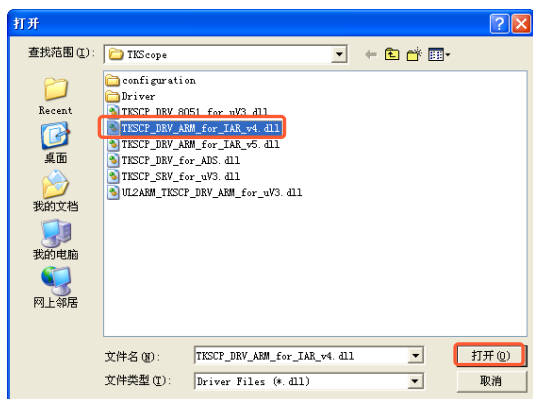 打开
查找范围(I):
TKScope
configuration
Driver
TKSCP_DRV_8051_for_uV3.dll
TKSCP_DRV_ARM_for_IAR_v4.dll
TKSCP_DRV_ARM_for_IAR_v5.dll
TKSCP_DRV_for_ADS.dll
TKSCP_SRV_for_uV3.dll
UL2ARM_TKSCP_DRV_ARM_for_uV3.dll
Recent
桌面
我的文档
我的电脑
网上邻居
文件名(N):
TKSCP_DRV_ARM_for_IAR_v4.dll
打开(O)
文件类型(T):
Driver Files (*.dll)
取消